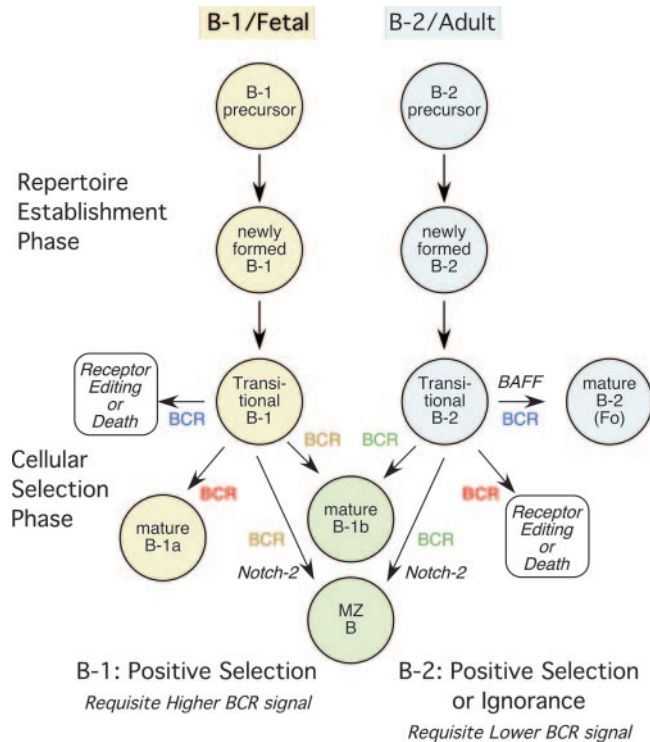 B-1/Fetal
B-2/Adult
B-1
precursor
B-2
precursor
Repertoire
Establishment
Phase
newly
formed
B-1
newly
formed
B-2
Receptor
Editing
or
Death
BCR
Transi-
tional
B-1
Transi-
tional
B-2
BAFF
BCR
mature
B-2
(Fo)
BCR
BCR
Cellular
Selection
Phase
BCR
BCR
mature
B-1a
mature
B-1b
Receptor
Editing
or
Death
BCR
BCR
Notch-2
Notch-2
MZ
B
B-1: Positive Selection
Requisite Higher BCR signal
B-2: Positive Selection
or Ignorance
Requisite Lower BCR signal